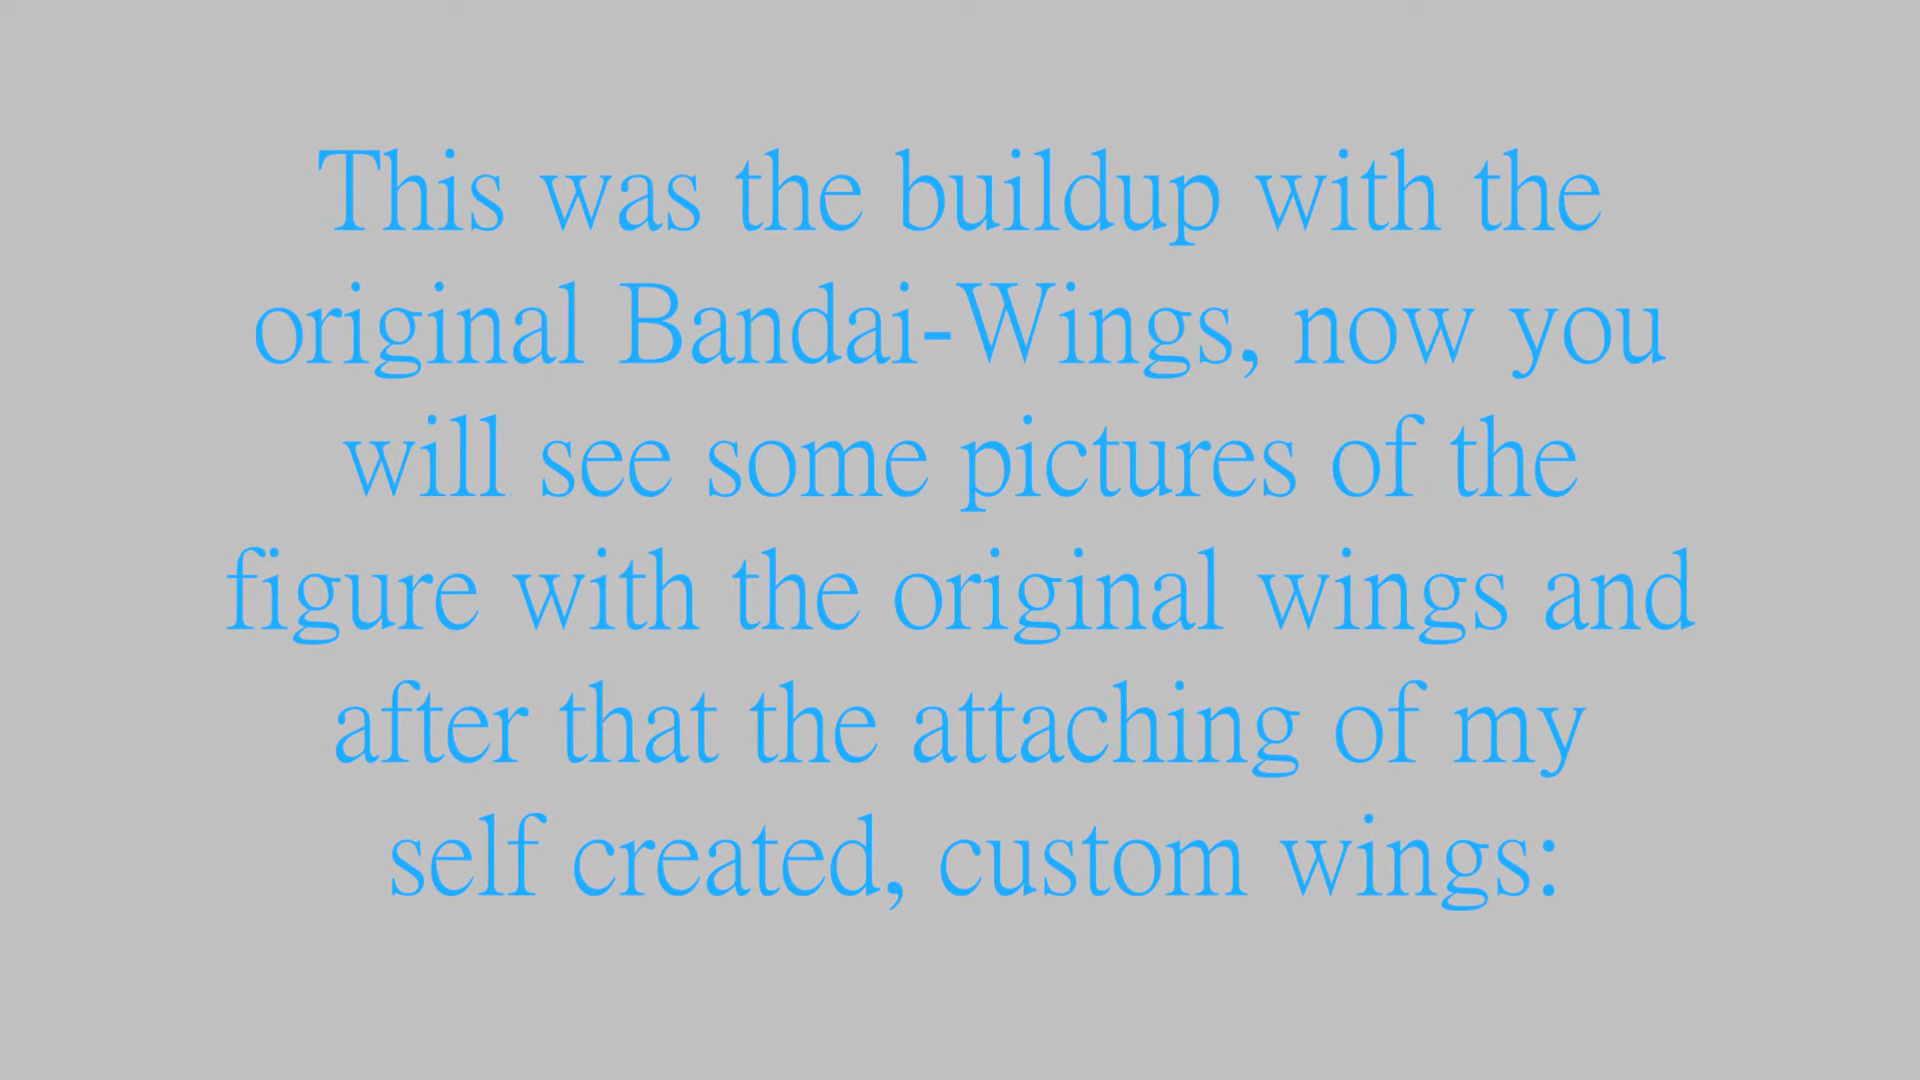 This was the buildup with the
original Bandai-Wings, now you
will see some pictures of the
figure with the original wings and
after that the attaching of my
self created, custom wings: